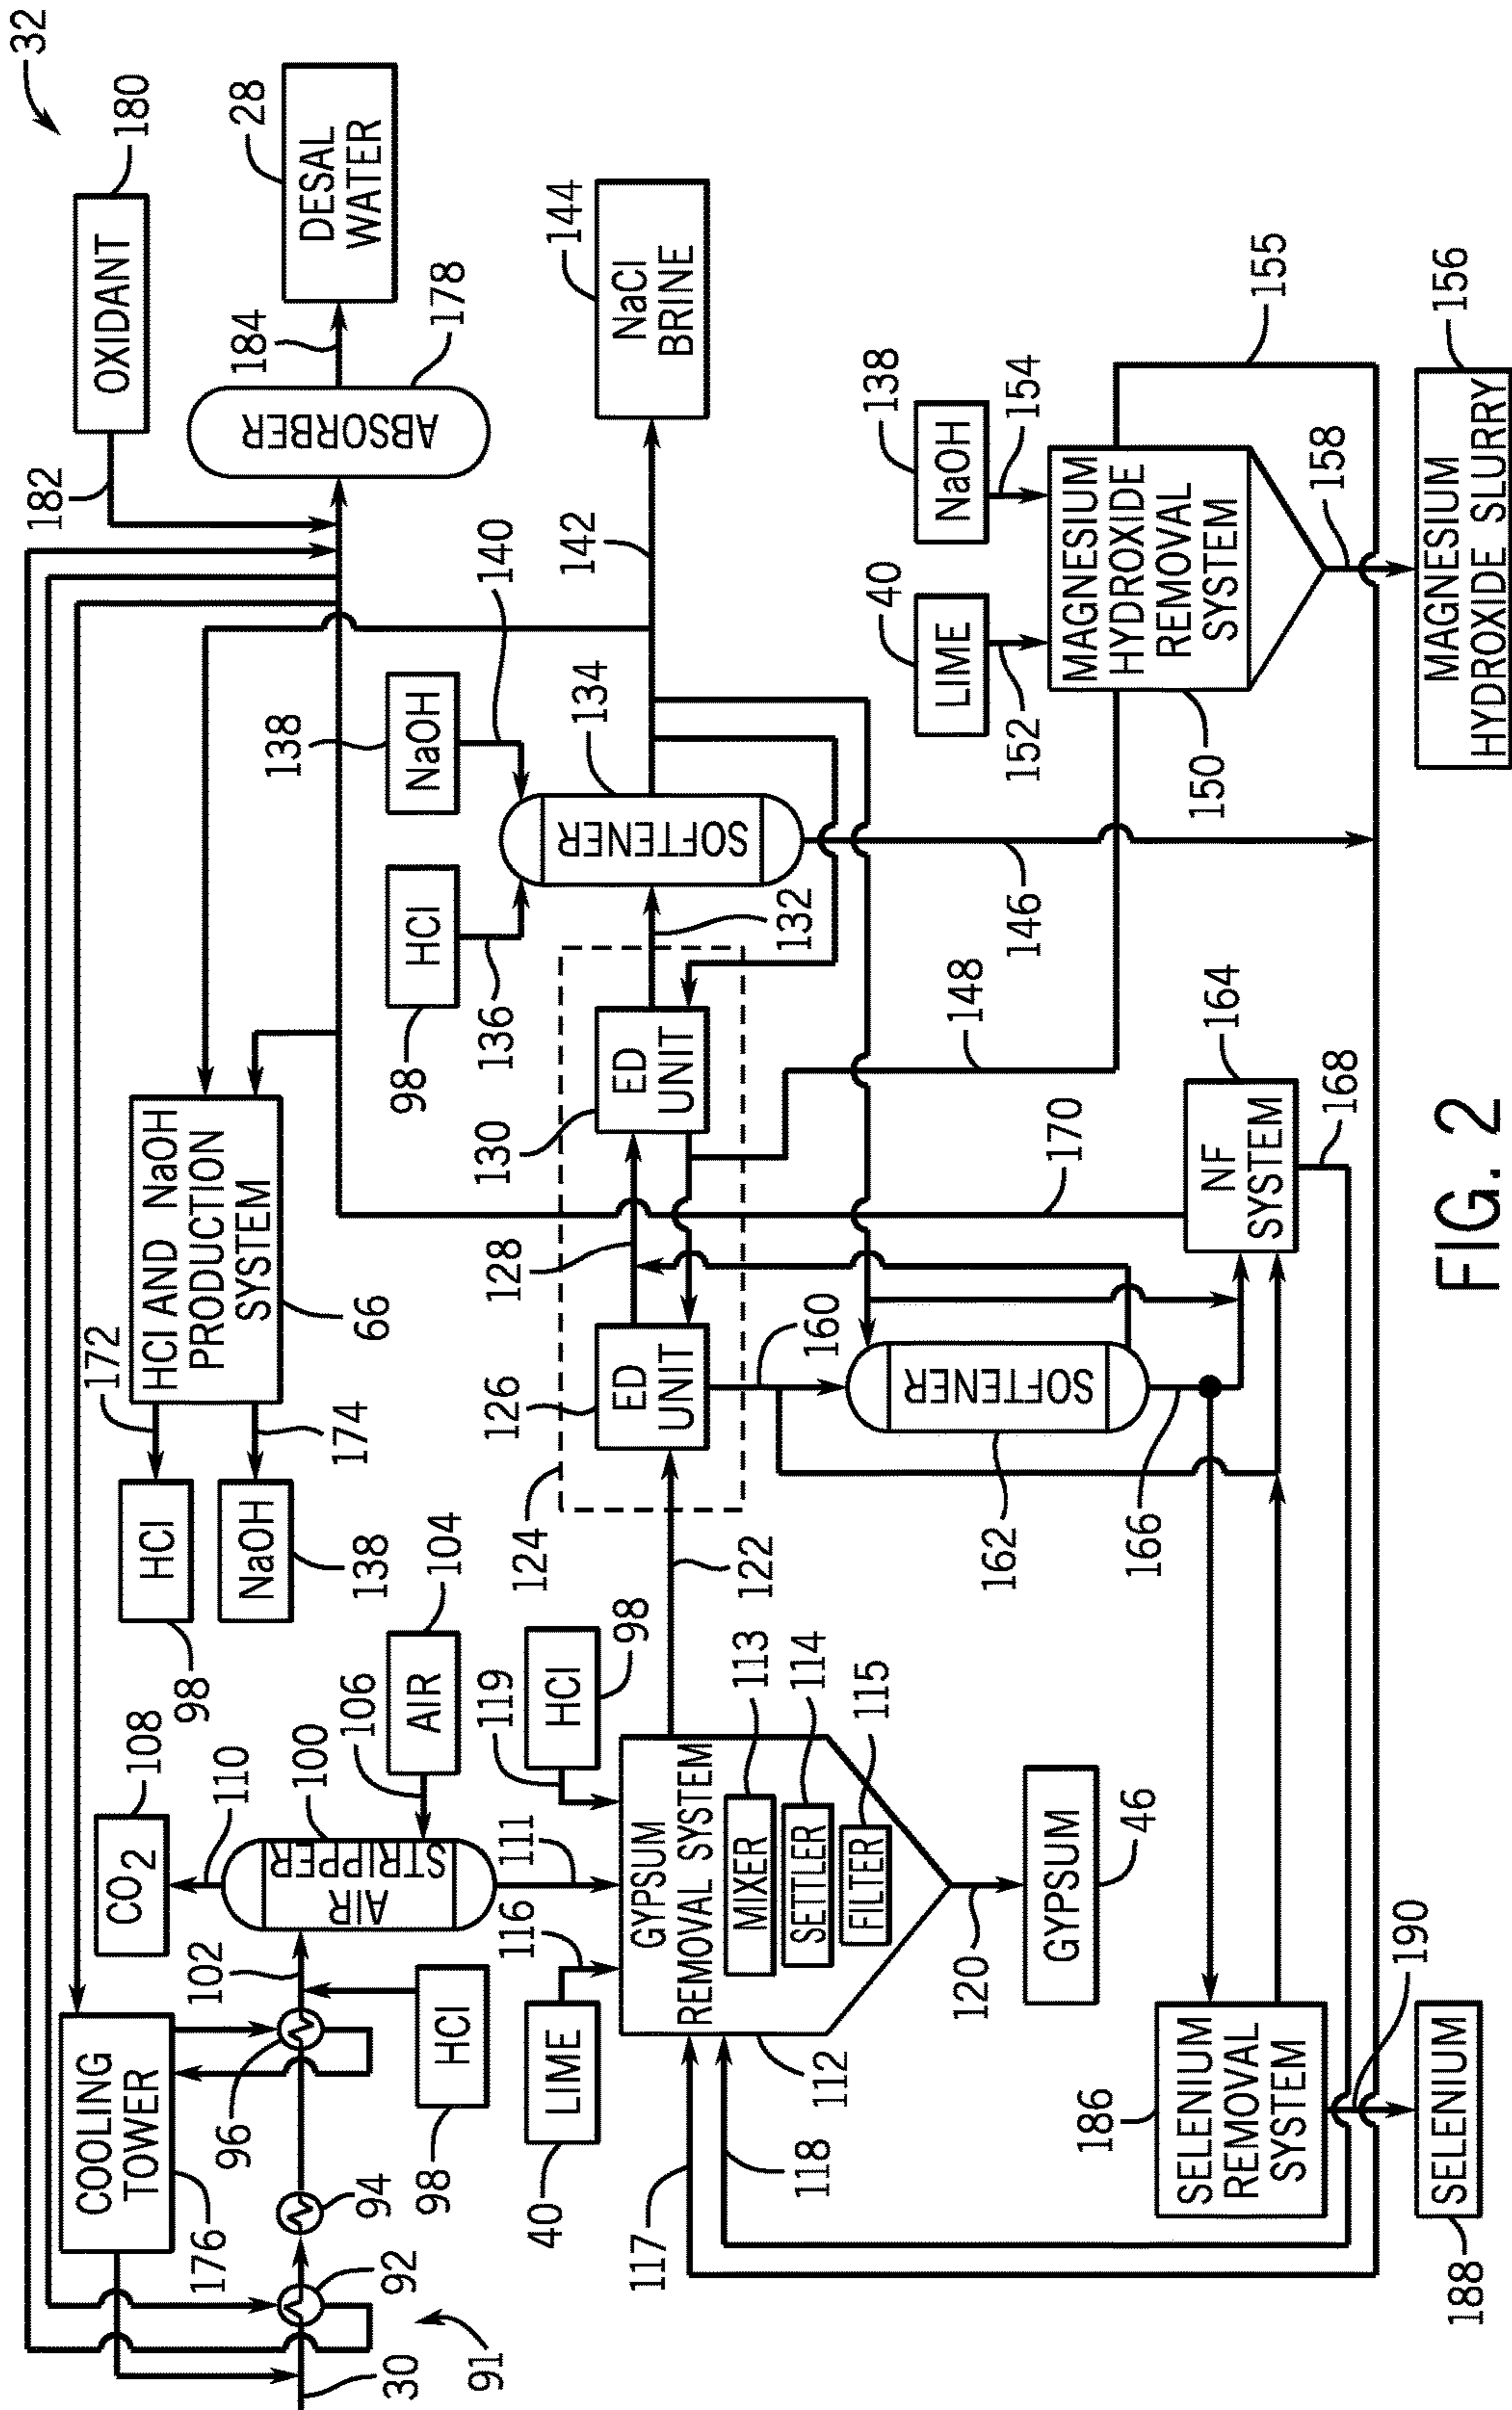 32
OXIDANT
180
182
DESAL
WATER
28
184
ABSORBER
178
NaCl
BRINE
144
142
NaOH
138
140
HCl
98
136
SOFTENER
134
132
146
LIME
40
152
NaOH
138
154
MAGNESIUM
HYDROXIDE
REMOVAL
SYSTEM
150
155
158
MAGNESIUM
HYDROXIDE SLURRY
156
HCl AND NaOH
PRODUCTION
SYSTEM
66
172
174
HCl
98
NaOH
138
124
ED
UNIT
126
128
ED
UNIT
130
148
160
SOFTENER
162
166
170
NF
SYSTEM
164
168
COOLING
TOWER
176
30
91
92
94
96
HCl
98
102
CO2
108
110
AIR
STRIPPER
100
AIR
104
106
111
LIME
40
116
HCl
98
119
GYPSUM
REMOVAL SYSTEM
112
MIXER
113
SETTLER
114
FILTER
115
117
118
120
122
GYPSUM
46
SELENIUM
REMOVAL
SYSTEM
186
190
SELENIUM
188
FIG. 2